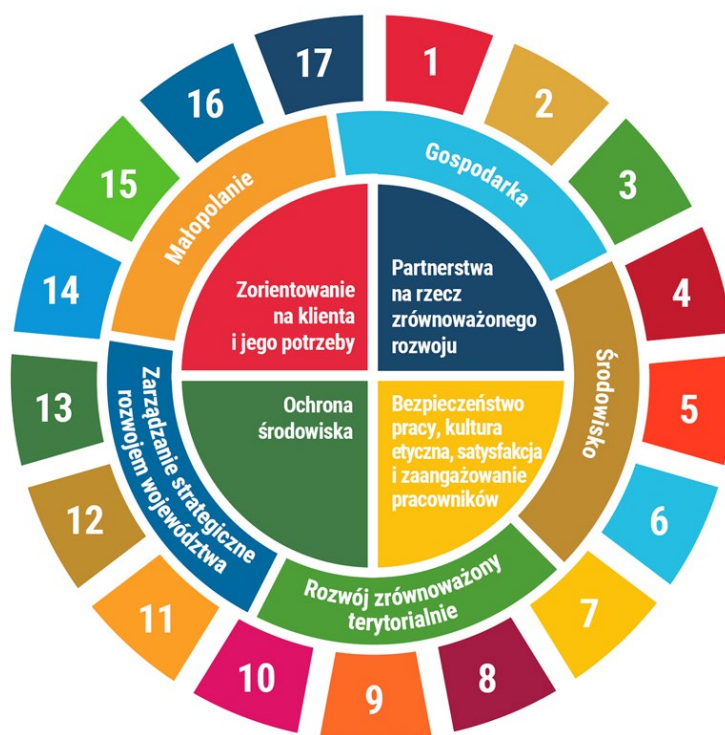 1
2
3
4
5
6
7
8
9
10
11
12
13
14
15
16
17
Gospodarka
Środowisko
Rozwój zrównoważony
terytorialnie
Zarządzanie strategiczne
rozwojem województwa
Małopolanie
Zorientowanie
na klienta
i jego potrzeby
Partnerstwa
na rzecz
zrównoważonego
rozwoju
Ochrona
środowiska
Bezpieczeństwo
pracy, kultura
etyczna, satysfakcja
i zaangażowanie
pracowników